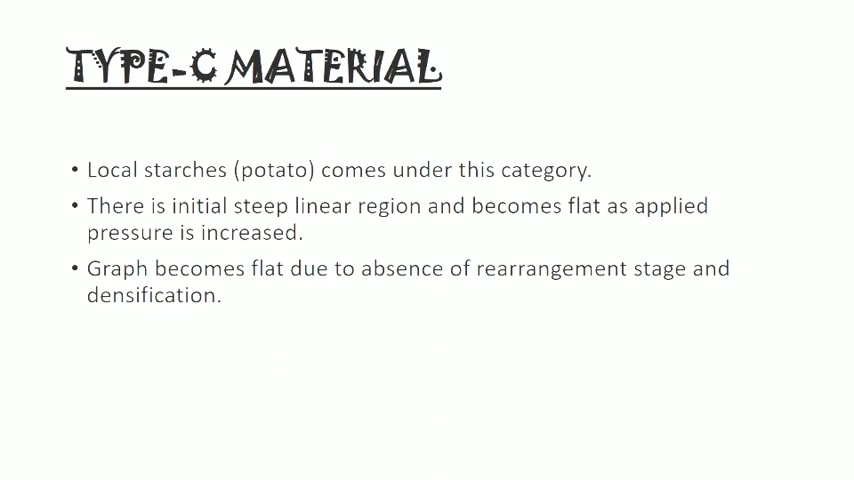 TYPE-C MATERIAL
• Local starches (potato) comes under this category.
• There is initial steep linear region and becomes flat as applied
pressure is increased.
• Graph becomes flat due to absence of rearrangement stage and
densification.